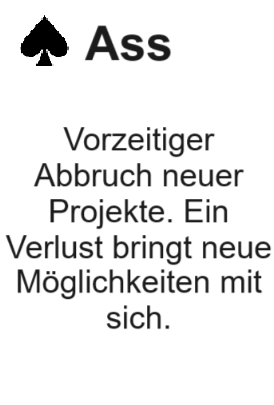 ♠ Ass
Vorzeitiger
Abbruch neuer
Projekte. Ein
Verlust bringt neue
Möglichkeiten mit
sich.